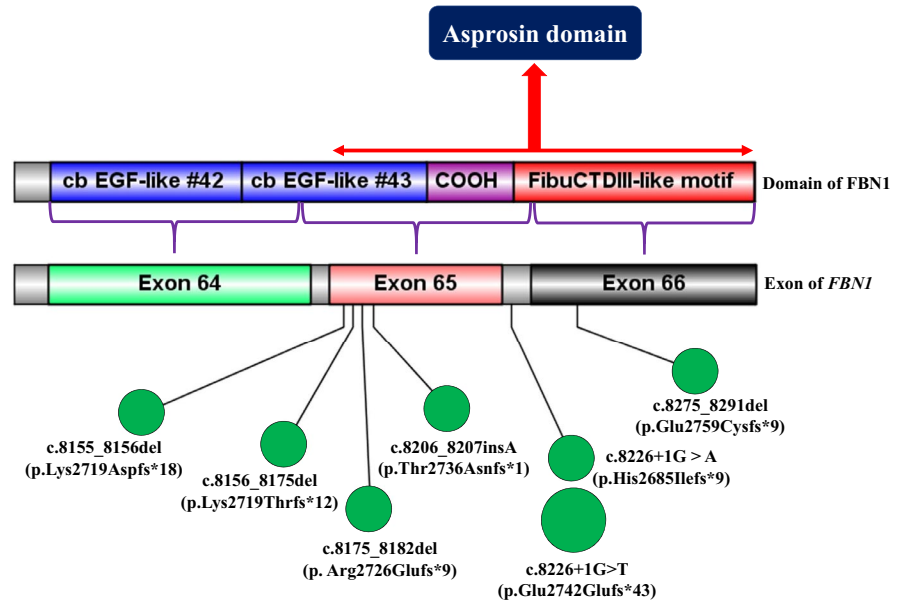 Asprosin domain
cb EGF-like #42
cb EGF-like #43
COOH
FibuCTDIII-like motif
Domain of FBN1
Exon 64
Exon 65
Exon 66
Exon of FBN1
c.8155_8156del
(p.Lys2719Aspfs*18)
c.8156_8175del
(p.Lys2719Thrfs*12)
c.8175_8182del
(p. Arg2726Glufs*9)
c.8206_8207insA
(p.Thr2736Asnfs*1)
c.8226+1G > A
(p.His2685Ilefs*9)
c.8226+1G>T
(p.Glu2742Glufs*43)
c.8275_8291del
(p.Glu2759Cysfs*9)